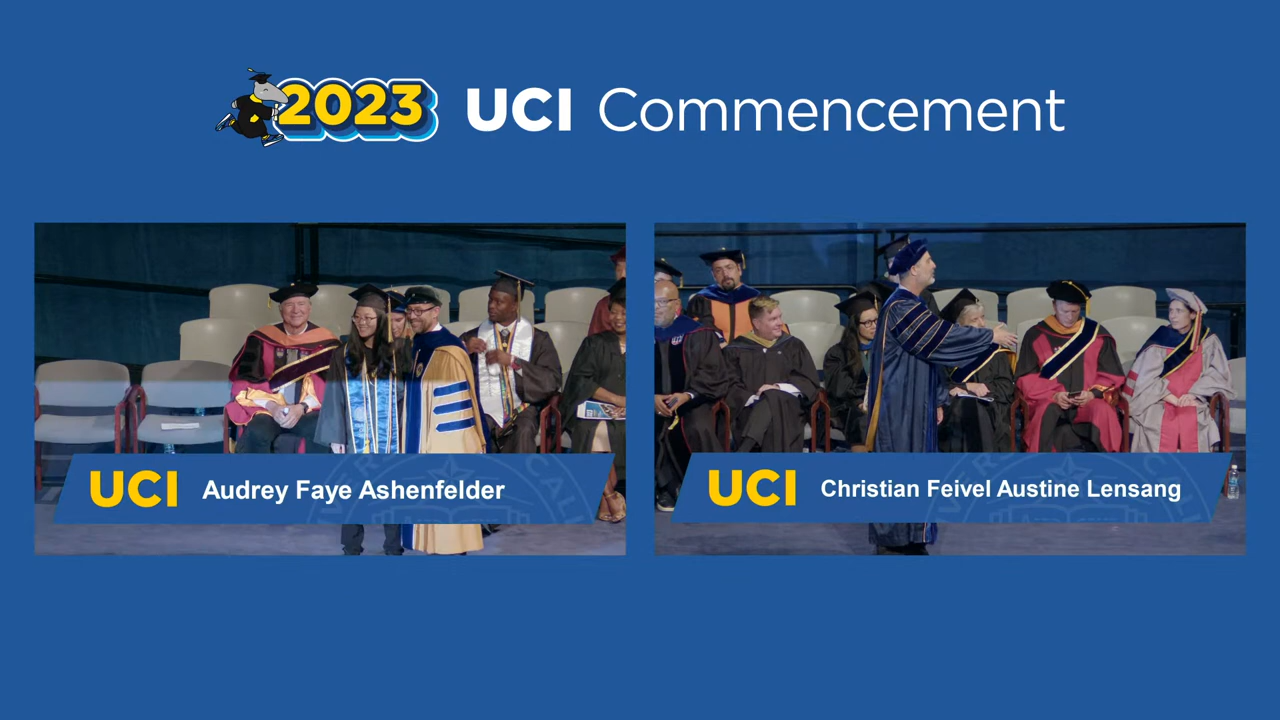 2023 UCI Commencement
UCI Audrey Faye Ashenfelder
UCI Christian Feivel Austine Lensang